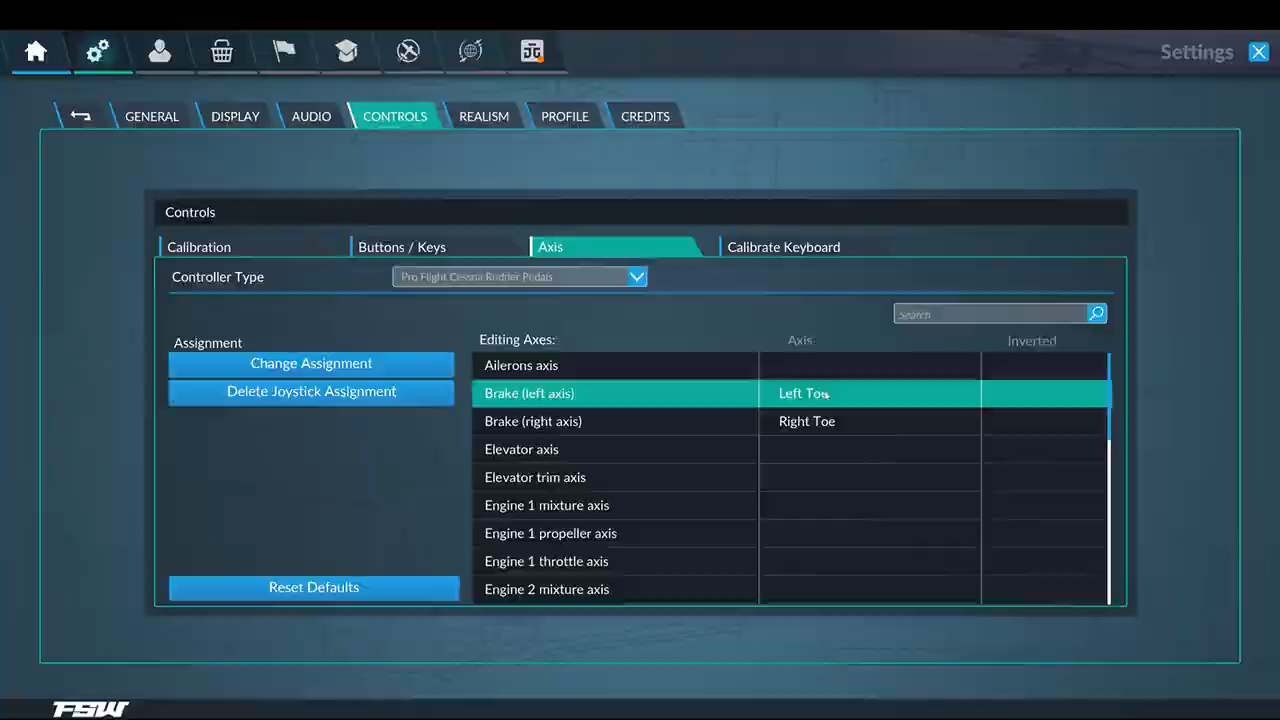 Settings
GENERAL
DISPLAY
AUDIO
CONTROLS
REALISM
PROFILE
CREDITS
Controls
Calibration
Buttons / Keys
Axis
Calibrate Keyboard
Controller Type
Pro Flight Cessna Rudder Pedals
Search
Assignment
Editing Axes:
Axis
Inverted
Change Assignment
Delete Joystick Assignment
Reset Defaults
Ailerons axis
Brake (left axis)
Left Toe
Brake (right axis)
Right Toe
Elevator axis
Elevator trim axis
Engine 1 mixture axis
Engine 1 propeller axis
Engine 1 throttle axis
Engine 2 mixture axis
FSW